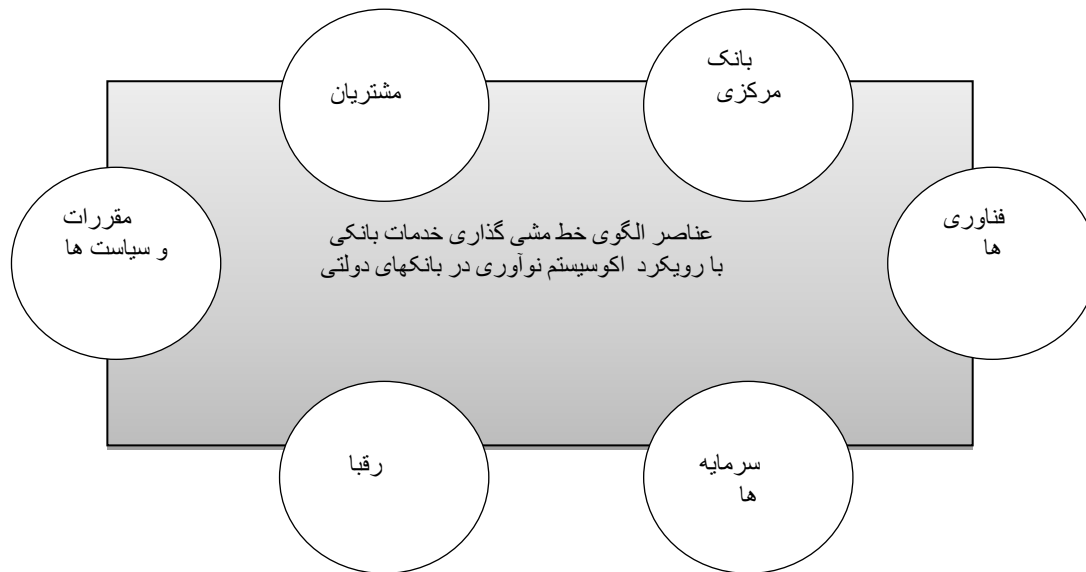 بانک
مرکزی
مشتریان
فناوری
ها
مقررات
و سیاست ها
عناصر الگوی خط مشی گذاری خدمات بانکی
با رویکرد اکوسیستم نوآوری در بانکهای دولتی
سرمایه
ها
رقبا